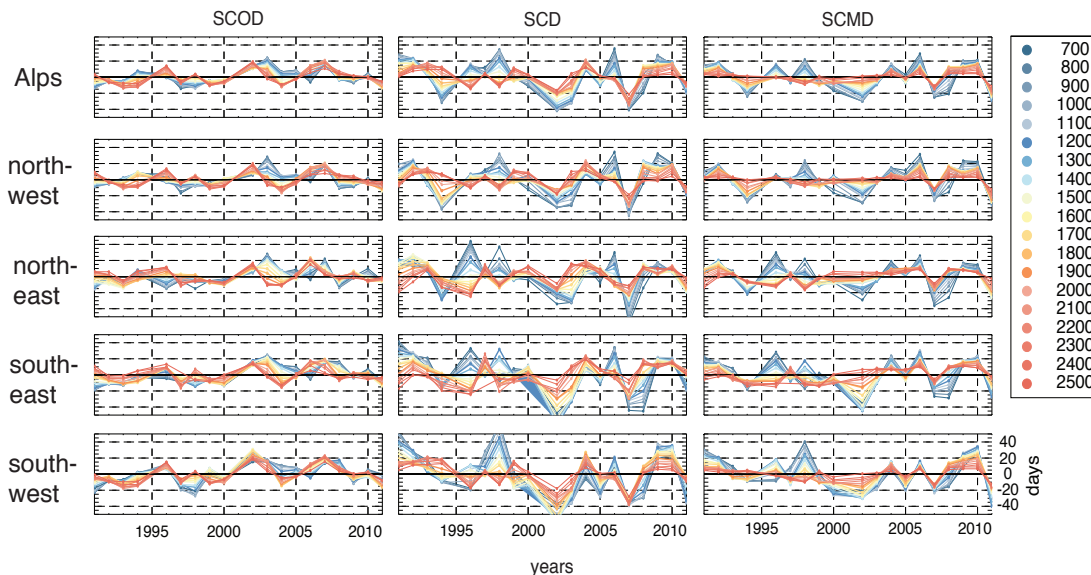 SCOD SCD SCMD
Alps
north-
west
north-
east
south-
east
south-
west
700
800
900
1000
1100
1200
1300
1400
1500
1600
1700
1800
1900
2000
2100
2200
2300
2400
2500
40
20
0
-20
-40
days
1995 2000 2005 2010 1995 2000 2005 2010 1995 2000 2005 2010
years